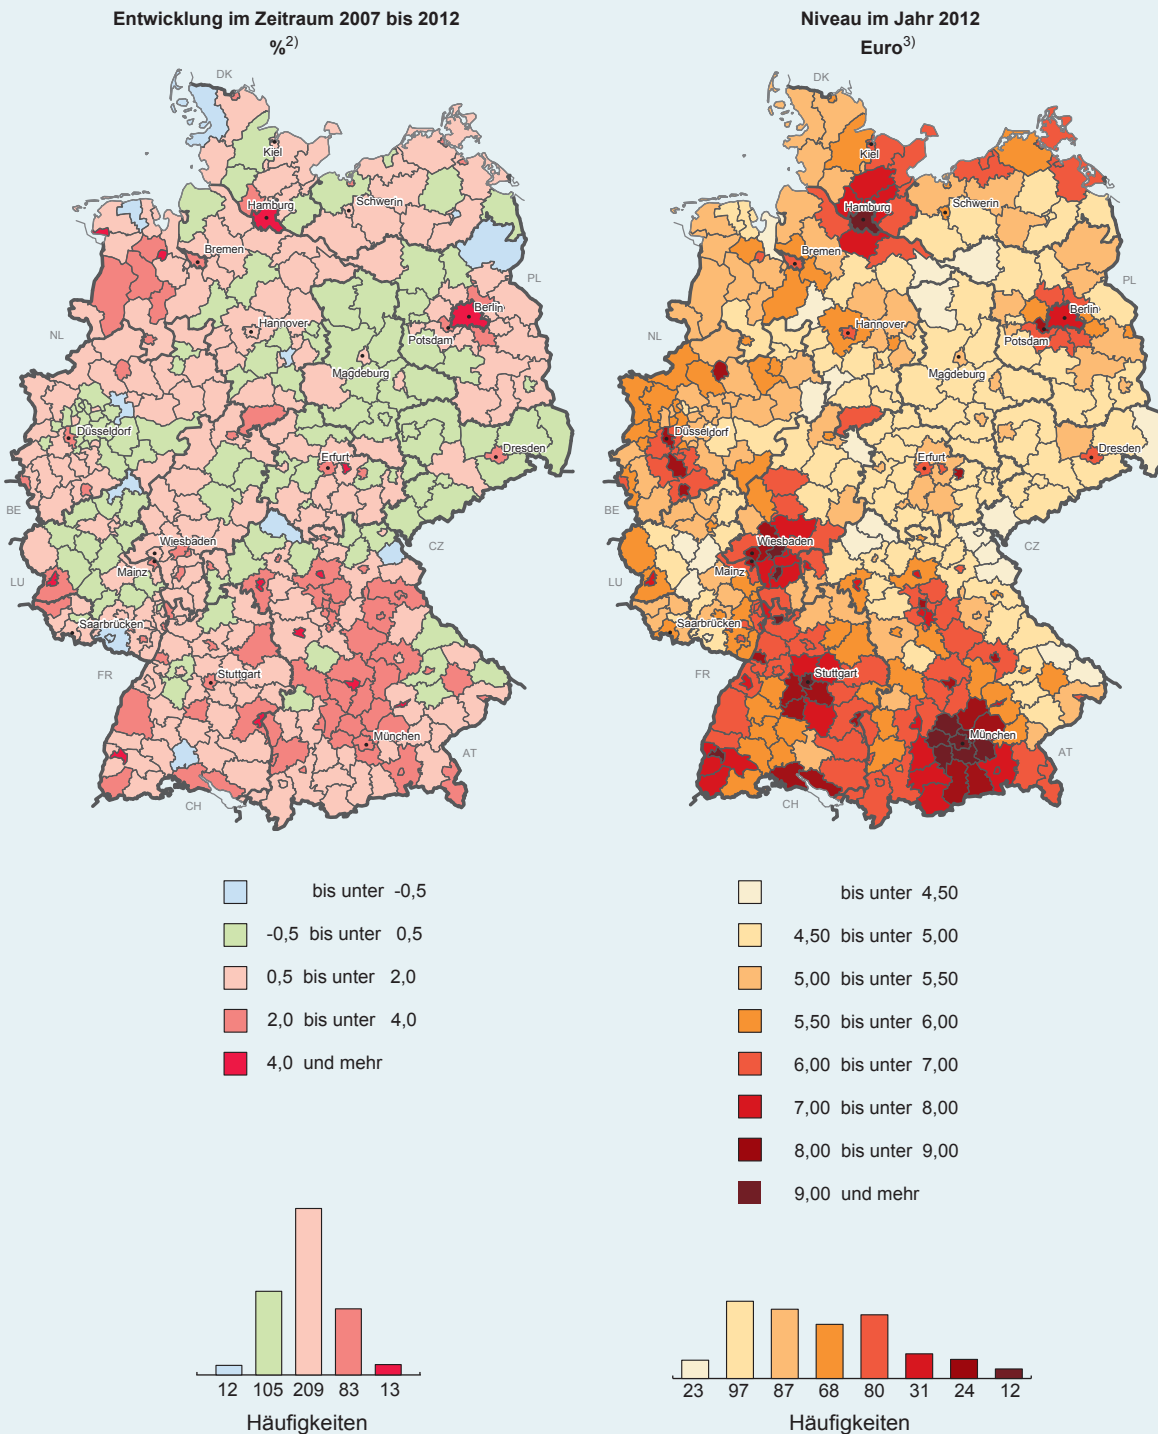 Entwicklung im Zeitraum 2007 bis 2012
%2)
DK
Kiel
Hamburg
Schwerin
Bremen
PL
Berlin
Hannover
Potsdam
NL
Magdeburg
Düsseldorf
Dresden
Erfurt
BE
Wiesbaden
CZ
Mainz
LU
Saarbrücken
FR
Stuttgart
München
AT
CH
bis unter -0,5
-0,5 bis unter 0,5
0,5 bis unter 2,0
2,0 bis unter 4,0
4,0 und mehr
12 105 209 83 13
Häufigkeiten
Niveau im Jahr 2012
Euro3)
DK
Kiel
Hamburg
Schwerin
Bremen
PL
Berlin
Hannover
Potsdam
NL
Magdeburg
Düsseldorf
Dresden
Erfurt
BE
Wiesbaden
CZ
Mainz
LU
Saarbrücken
FR
Stuttgart
München
AT
CH
bis unter 4,50
4,50 bis unter 5,00
5,00 bis unter 5,50
5,50 bis unter 6,00
6,00 bis unter 7,00
7,00 bis unter 8,00
8,00 bis unter 9,00
9,00 und mehr
23 97 87 68 80 31 24 12
Häufigkeiten